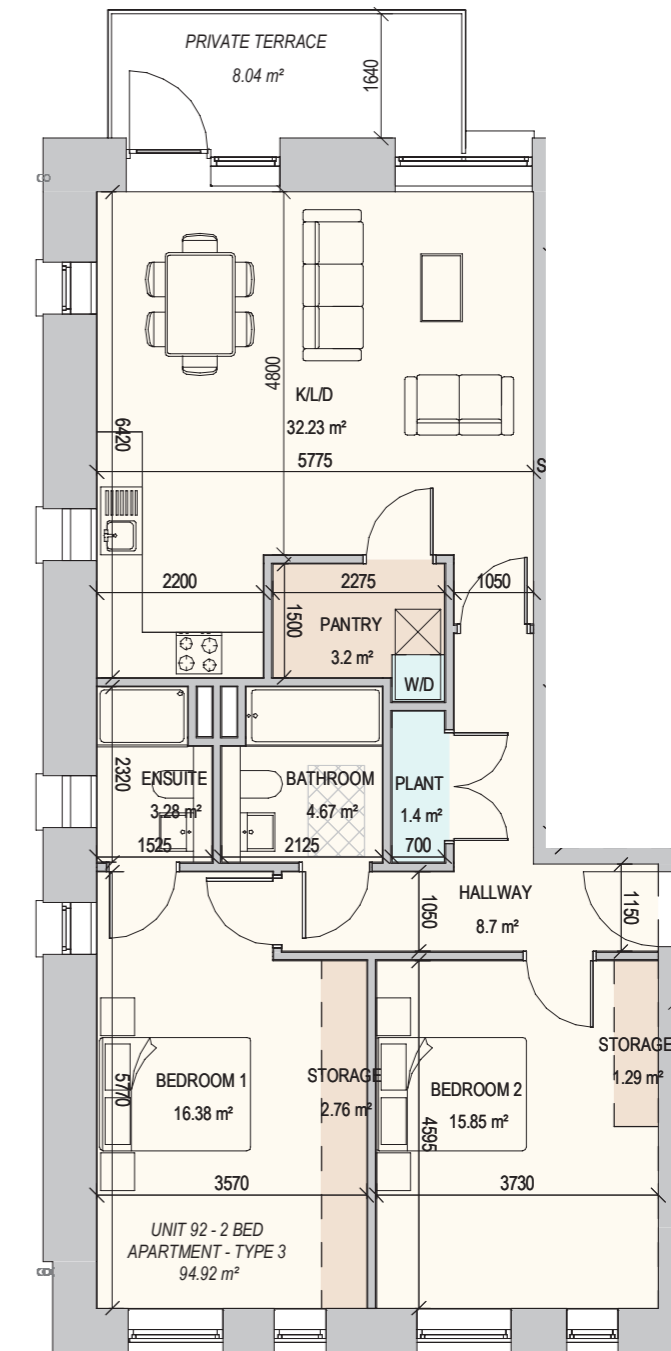 PRIVATE TERRACE
8.04 m²
1640
4800
K/L/D
32.23 m²
6420
5775
S
2200
2275
1050
1500
PANTRY
3.2 m²
W/D
2320
ENSUITE
3.28 m²
BATHROOM
4.67 m²
PLANT
1.4 m²
1525
2125
700
HALLWAY
8.7 m²
1050
1150
STORAGE
1.29 m²
BEDROOM 1
16.38 m²
STORAGE
2.76 m²
BEDROOM 2
15.85 m²
5770
4595
3570
3730
UNIT 92 - 2 BED
APARTMENT - TYPE 3
94.92 m²